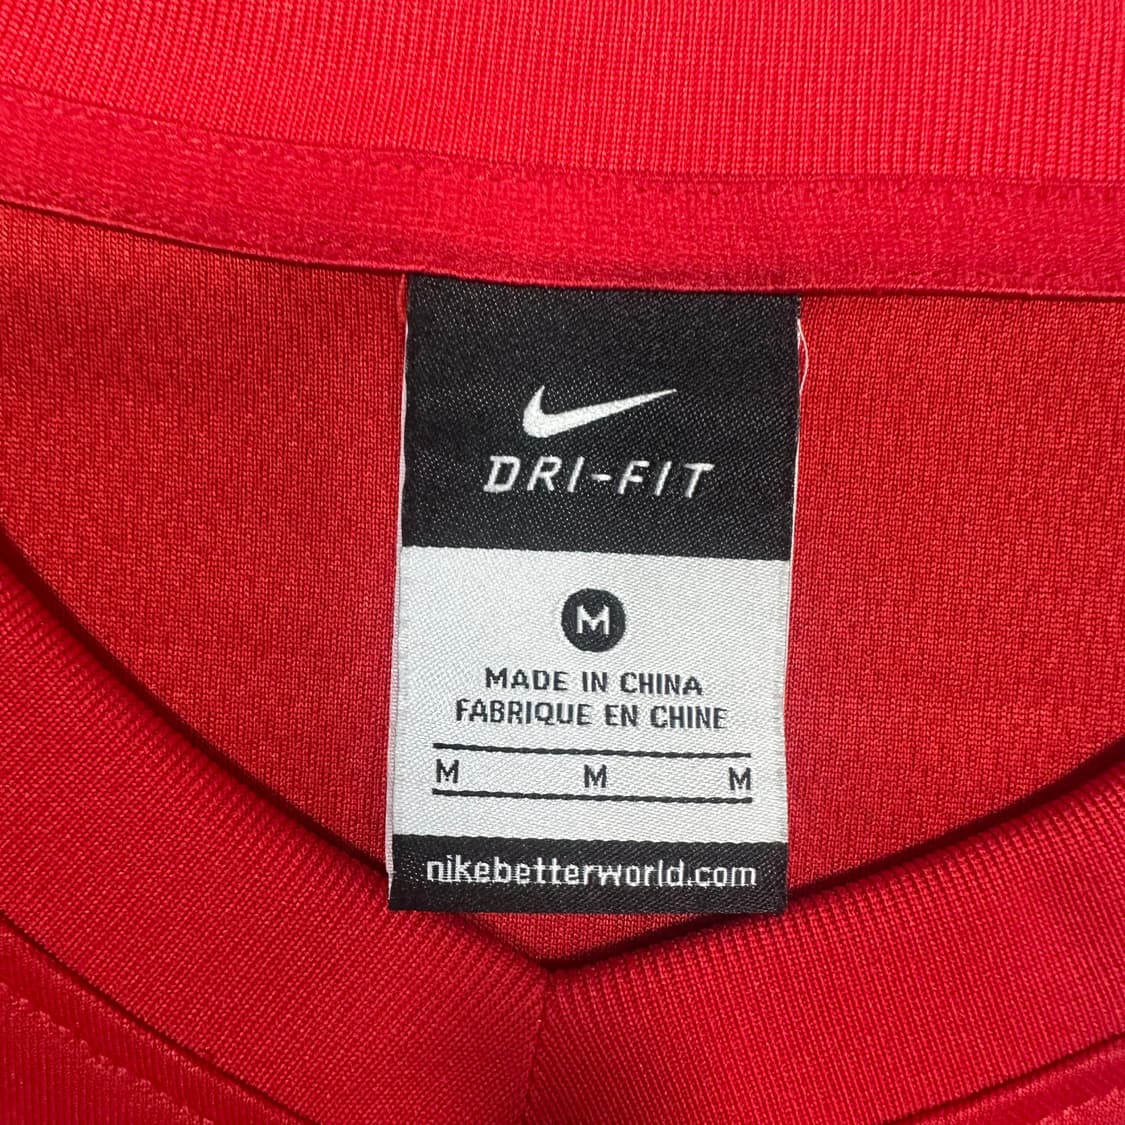 DRI-FIT
M
MADE IN CHINA
FABRIQUE EN CHINE
M M M
nikebetterworld.com